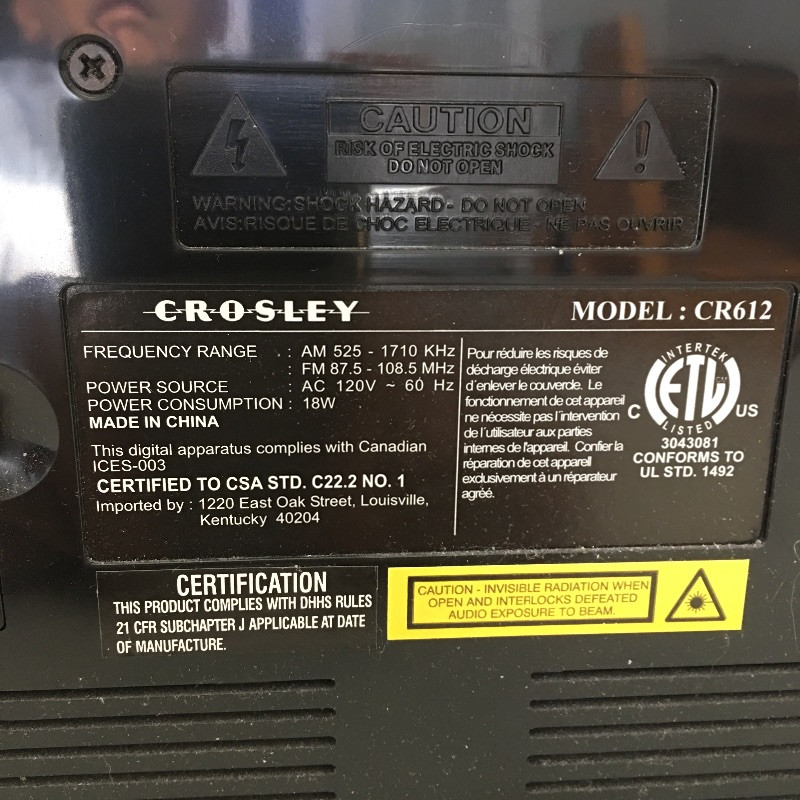 CAUTION
RISK OF ELECTRIC SHOCK
DO NOT OPEN
WARNING:SHOCK HAZARD- DO NOT OPEN
AVIS:RISQUE DE CHOC ELECTRIQUE - NE PAS OUVRIR
CROSLEY
MODEL : CR612
FREQUENCY RANGE : AM 525 - 1710 KHz
: FM 87.5 - 108.5 MHz
POWER SOURCE : AC 120V ~ 60 Hz
POWER CONSUMPTION : 18W
MADE IN CHINA
This digital apparatus complies with Canadian
ICES-003
CERTIFIED TO CSA STD. C22.2 NO. 1
Imported by : 1220 East Oak Street, Louisville,
Kentucky 40204
Pour réduire les risques de
décharge électrique éviter
d'enlever le couvercle. Le
fonctionnement de cet appareil
ne nécessite pas l'intervention
de l'utilisateur aux parties
internes de l'appareil. Confier la
réparation de cet appareil
exclusivement à un réparateur
agréé.
INTERTEK
ETL
C US
LISTED
3043081
CONFORMS TO
UL STD. 1492
CERTIFICATION
THIS PRODUCT COMPLIES WITH DHHS RULES
21 CFR SUBCHAPTER J APPLICABLE AT DATE
OF MANUFACTURE.
CAUTION - INVISIBLE RADIATION WHEN
OPEN AND INTERLOCKS DEFEATED
AUDIO EXPOSURE TO BEAM.